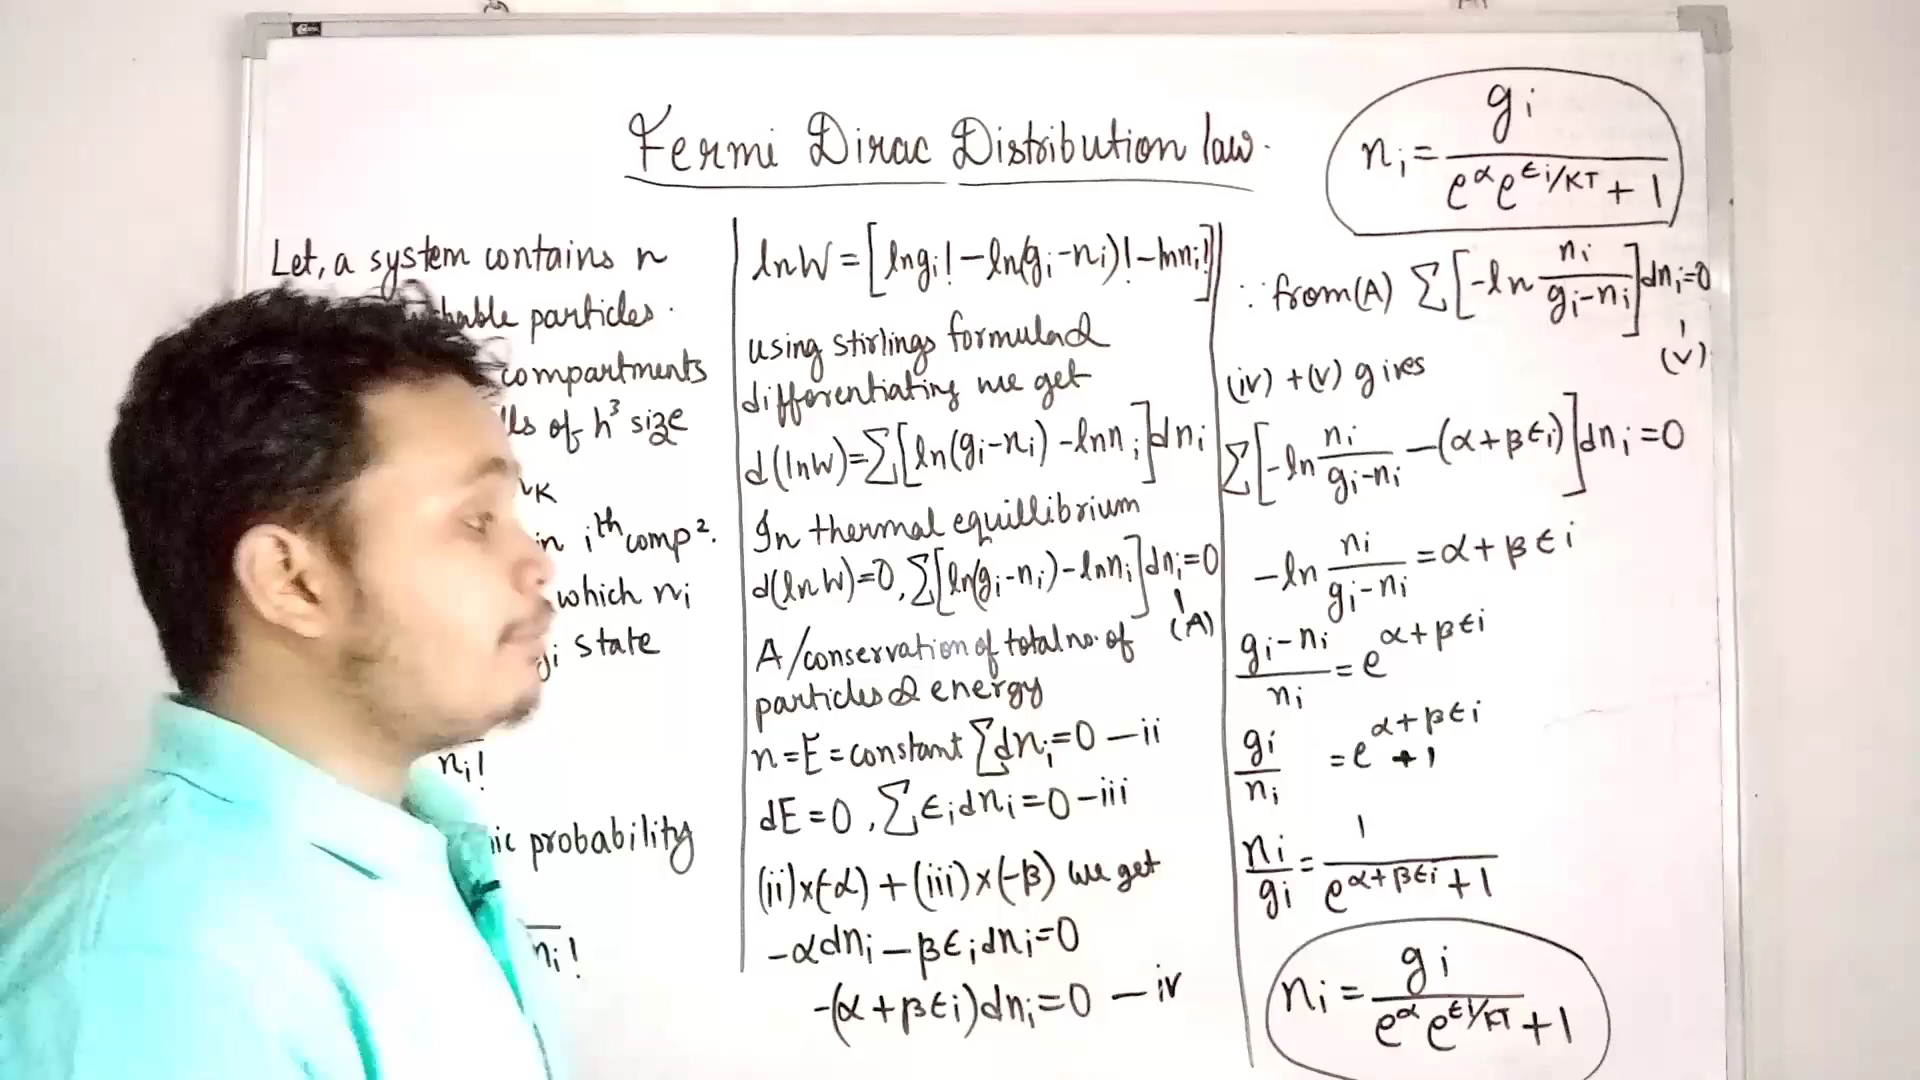 Fermi Dirac Distribution law.
n i = g i / e^α e^ϵi/KT + 1
Let, a system contains n
particles.
compartments
of h³ size
K
in ith comp².
which ni
state
ni!
probability
ni!
lnW = [lngi! - ln(gi - ni)! - lnni!]
using stirlings formula &
differentiating we get
d(lnW)=Σ[ln(gi-ni) - lnni]dni
In thermal equillibrium
d(lnW)=0, Σ[ln(gi-ni)-lnni]dni=0
(A)
A/conservation of total no. of
particles & energy
n=E=constant Σdni=0 - ii
dE=0, Σϵidni=0 - iii
(ii)×(-α) + (iii)×(-β) we get
-αdni - βϵidni=0
-(α+βϵi)dni=0 - iv
∵ from(A) Σ[-ln ni/gi-ni]dni=0
(v)
(iv) + (v) gives
Σ[-ln ni/gi-ni - (α+βϵi)]dni=0
-ln ni/gi-ni = α+βϵi
gi-ni/ni = e^α+βϵi
gi/ni = e^α+βϵi + 1
ni/gi = 1/e^α+βϵi + 1
ni = gi/e^α e^ϵi/KT + 1